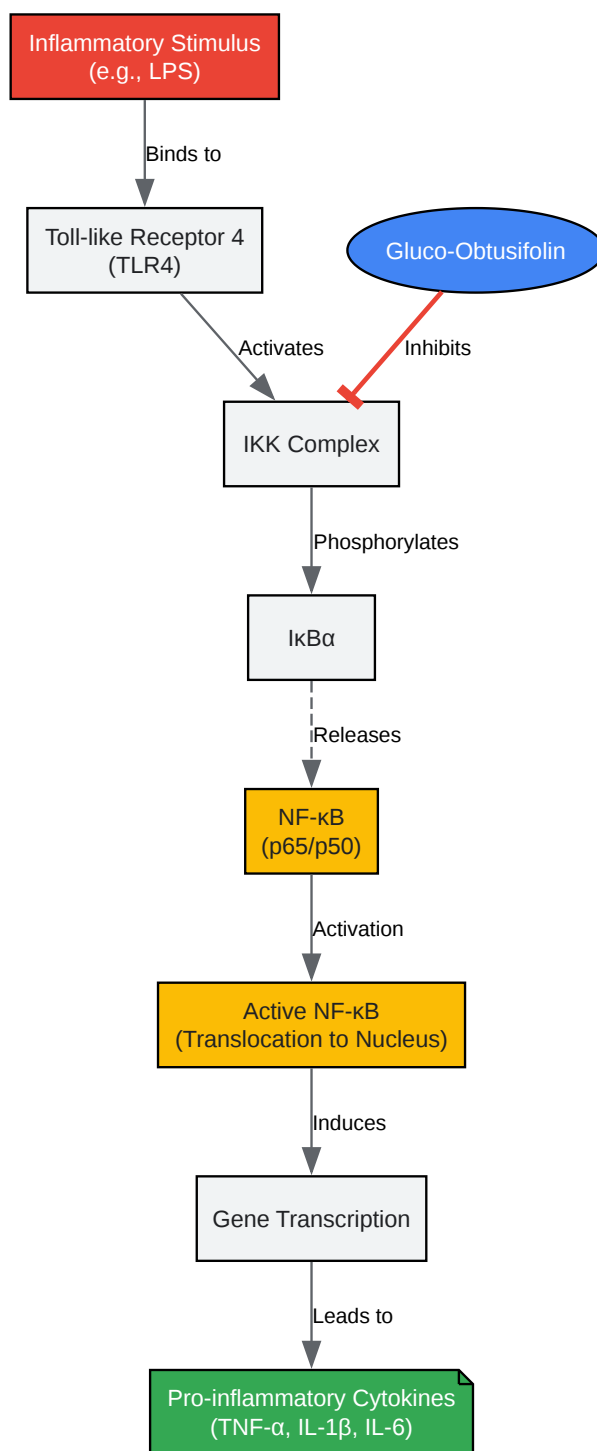 Inflammatory Stimulus
(e.g., LPS)
Binds to
Toll-like Receptor 4
(TLR4)
Gluco-Obtusifolin
Activates
Inhibits
IKK Complex
Phosphorylates
IκBα
Releases
NF-κB
(p65/p50)
Activation
Active NF-κB
(Translocation to Nucleus)
Induces
Gene Transcription
Leads to
Pro-inflammatory Cytokines
(TNF-α, IL-1β, IL-6)